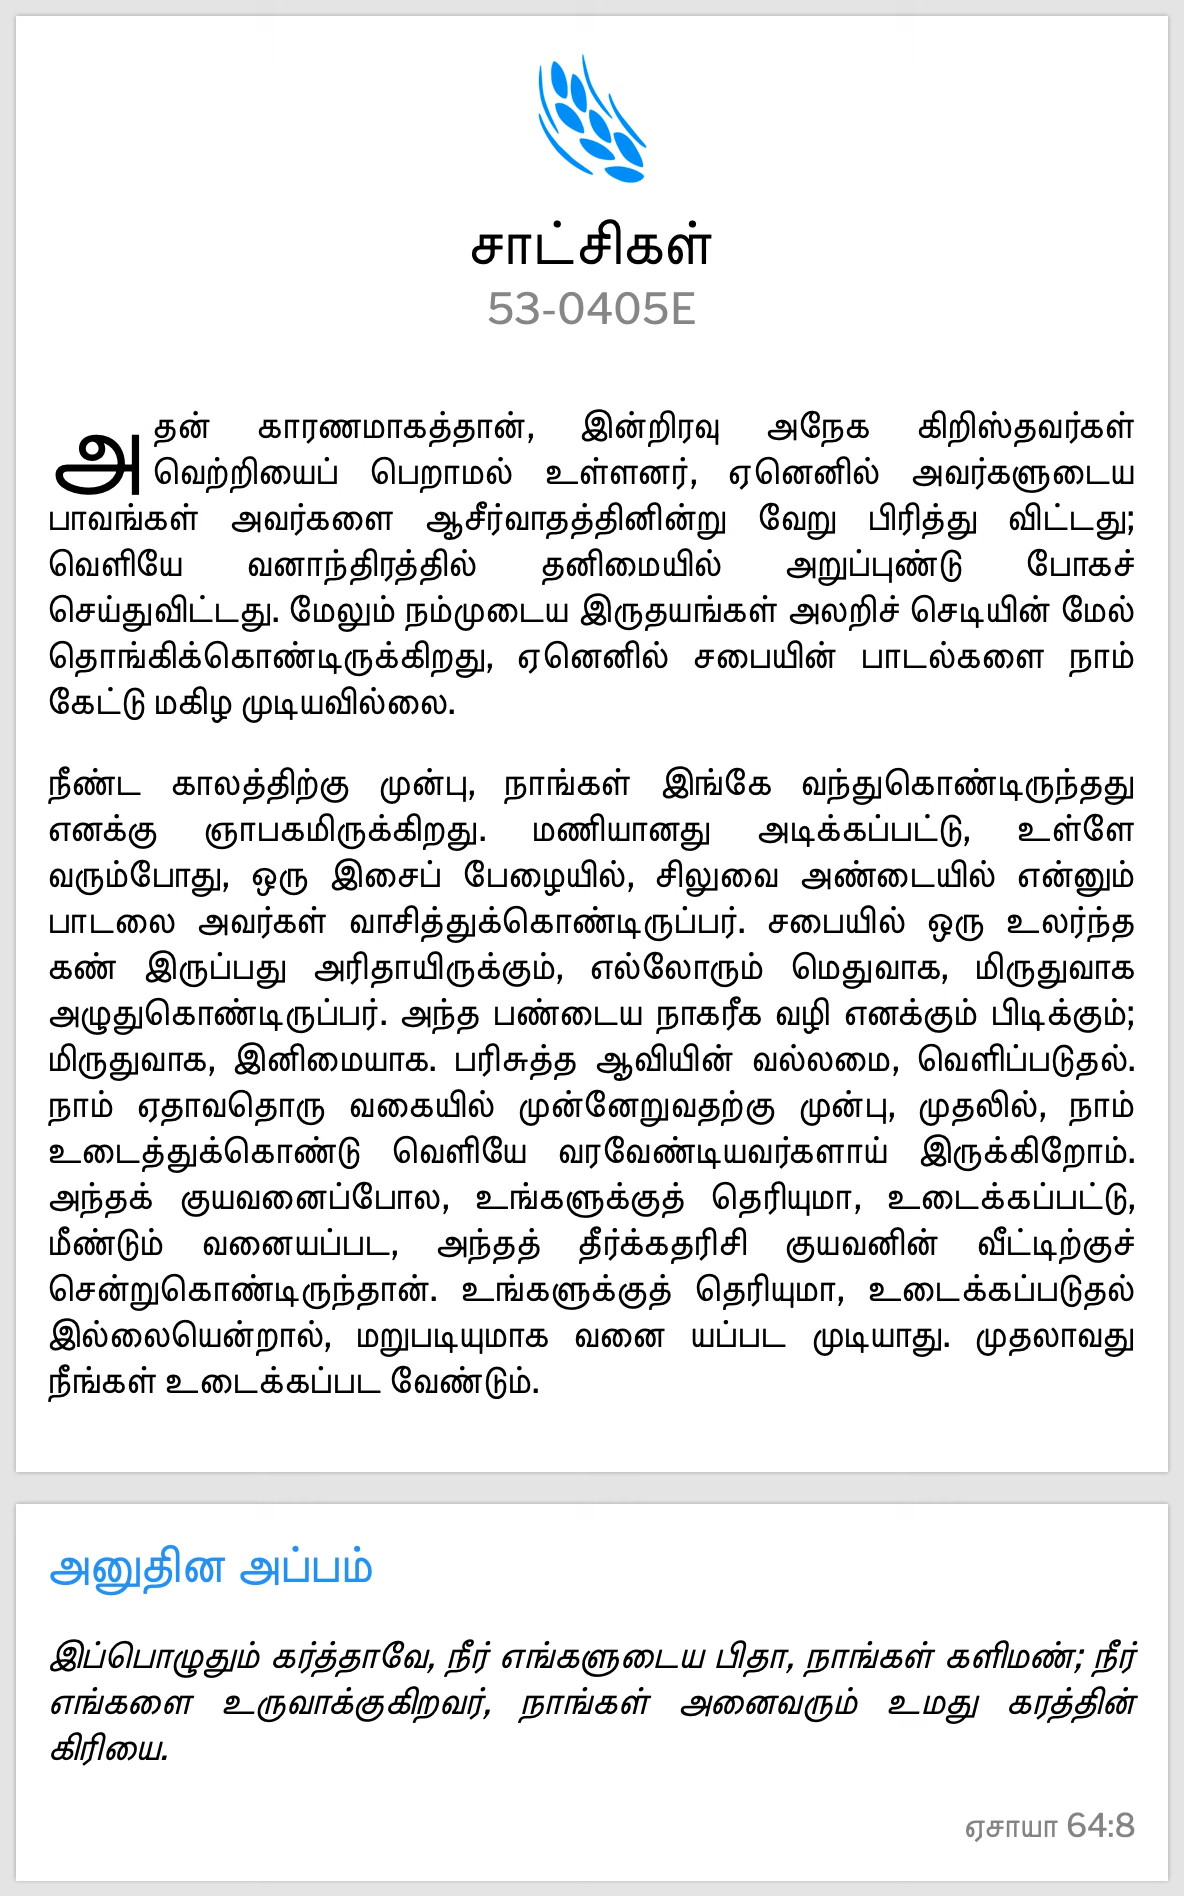 சாட்சிகள்
53-0405E
அதன் காரணமாகத்தான், இன்றிரவு அநேக கிறிஸ்தவர்கள்
வெற்றியைப் பெறாமல் உள்ளனர், ஏனெனில் அவர்களுடைய
பாவங்கள் அவர்களை ஆசீர்வாதத்தினின்று வேறு பிரித்து விட்டது;
வெளியே வனாந்திரத்தில் தனிமையில் அறுப்புண்டு போகச்
செய்துவிட்டது. மேலும் நம்முடைய இருதயங்கள் அலறிச் செடியின் மேல்
தொங்கிக்கொண்டிருக்கிறது, ஏனெனில் சபையின் பாடல்களை நாம்
கேட்டு மகிழ முடியவில்லை.
நீண்ட காலத்திற்கு முன்பு, நாங்கள் இங்கே வந்துகொண்டிருந்தது
எனக்கு ஞாபகமிருக்கிறது. மணியானது அடிக்கப்பட்டு, உள்ளே
வரும்போது, ஒரு இசைப் பேழையில், சிலுவை அண்டையில் என்னும்
பாடலை அவர்கள் வாசித்துக்கொண்டிருப்பர். சபையில் ஒரு உலர்ந்த
கண் இருப்பது அரிதாயிருக்கும், எல்லோரும் மெதுவாக, மிருதுவாக
அழுதுகொண்டிருப்பர். அந்த பண்டைய நாகரீக வழி எனக்கும் பிடிக்கும்;
மிருதுவாக, இனிமையாக. பரிசுத்த ஆவியின் வல்லமை, வெளிப்படுதல்.
நாம் ஏதாவதொரு வகையில் முன்னேறுவதற்கு முன்பு, முதலில், நாம்
உடைத்துக்கொண்டு வெளியே வரவேண்டியவர்களாய் இருக்கிறோம்.
அந்தக் குயவனைப்போல, உங்களுக்குத் தெரியுமா, உடைக்கப்பட்டு,
மீண்டும் வனையப்பட, அந்தத் தீர்க்கதரிசி குயவனின் வீட்டிற்குச்
சென்றுகொண்டிருந்தான். உங்களுக்குத் தெரியுமா, உடைக்கப்படுதல்
இல்லையென்றால், மறுபடியுமாக வனை யப்பட முடியாது. முதலாவது
நீங்கள் உடைக்கப்பட வேண்டும்.
அனுதின அப்பம்
இப்பொழுதும் கர்த்தாவே, நீர் எங்களுடைய பிதா, நாங்கள் களிமண்; நீர்
எங்களை உருவாக்குகிறவர், நாங்கள் அனைவரும் உமது கரத்தின்
கிரியை.
ஏசாயா 64:8